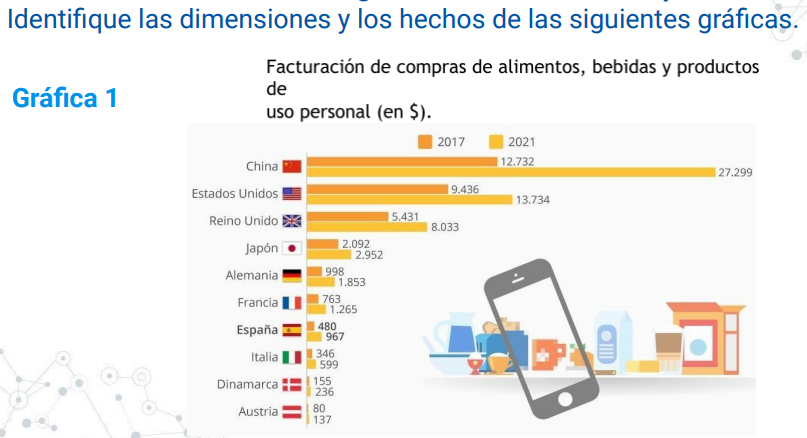 Identifique las dimensiones y los hechos de las siguientes gráficas.
Gráfica 1
Facturación de compras de alimentos, bebidas y productos
de
uso personal (en $).
2017 2021
China 12.732
27.299
Estados Unidos 9.436
13.734
Reino Unido 5.431
8.033
Japón 2.092
2.952
Alemania 998
1.853
Francia 763
1.265
España 480
967
Italia 346
599
Dinamarca 155
236
Austria 80
137